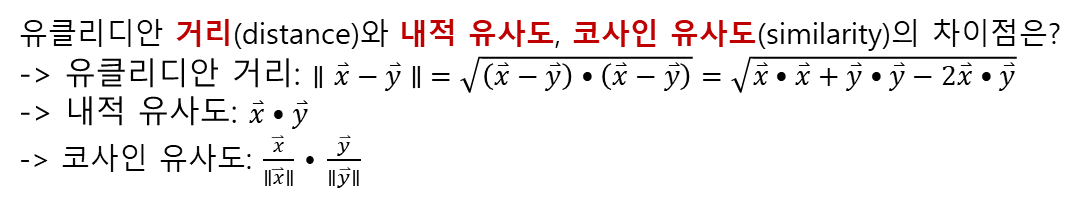 유클리디안 거리(distance)와 내적 유사도, 코사인 유사도(similarity)의 차이점은?
-> 유클리디안 거리: ‖ x⃗ − y⃗ ‖ = √((x⃗ − y⃗) • (x⃗ − y⃗)) = √(x⃗ • x⃗ + y⃗ • y⃗ − 2x⃗ • y⃗)
-> 내적 유사도: x⃗ • y⃗
-> 코사인 유사도: x⃗/‖x⃗‖ • y⃗/‖y⃗‖